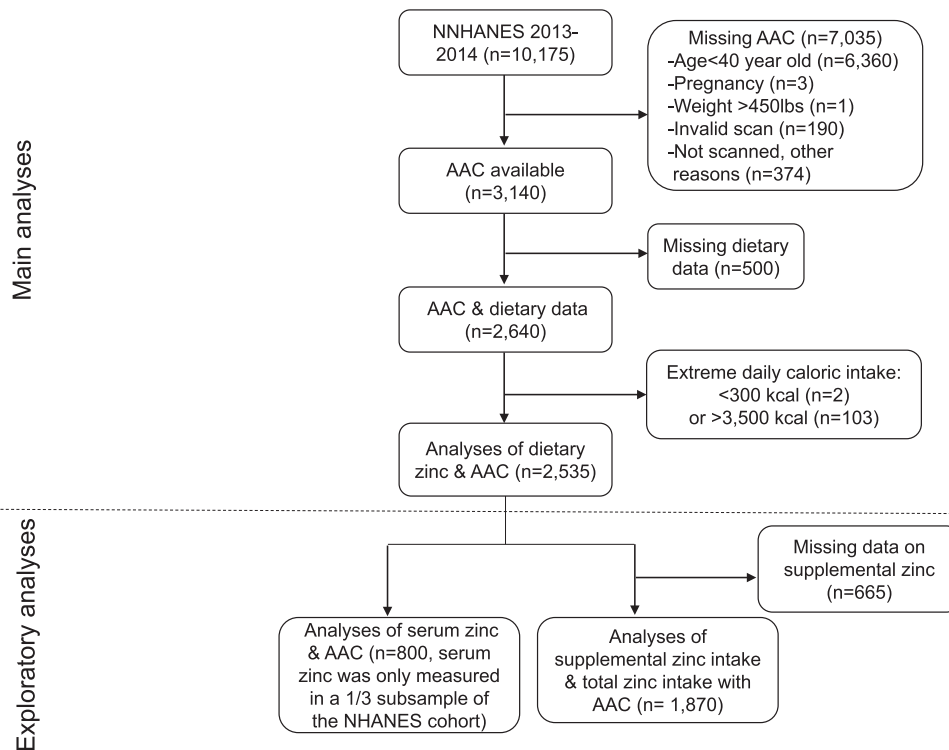 NNHANES 2013-
2014 (n=10,175)
Missing AAC (n=7,035)
-Age<40 year old (n=6,360)
-Pregnancy (n=3)
-Weight >450lbs (n=1)
-Invalid scan (n=190)
-Not scanned, other
reasons (n=374)
AAC available
(n=3,140)
Missing dietary
data (n=500)
AAC & dietary data
(n=2,640)
Extreme daily caloric intake:
<300 kcal (n=2)
or >3,500 kcal (n=103)
Analyses of dietary
zinc & AAC (n=2,535)
Main analyses
Missing data on
supplemental zinc
(n=665)
Analyses of serum zinc
& AAC (n=800, serum
zinc was only measured
in a 1/3 subsample of
the NHANES cohort)
Analyses of
supplemental zinc intake
& total zinc intake with
AAC (n= 1,870)
Exploratory analyses